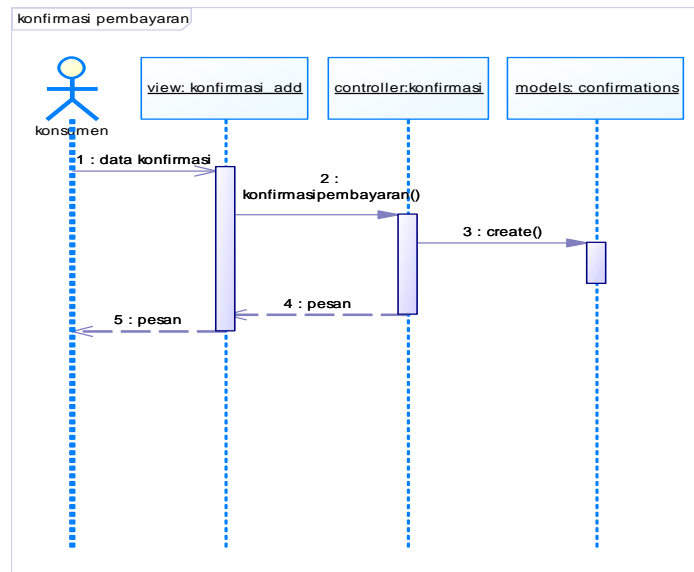 konfirmasi pembayaran
view: konfirmasi_add
controller:konfirmasi
models: confirmations
konsumen
1 : data konfirmasi
2 :
konfirmasipembayaran()
3 : create()
4 : pesan
5 : pesan